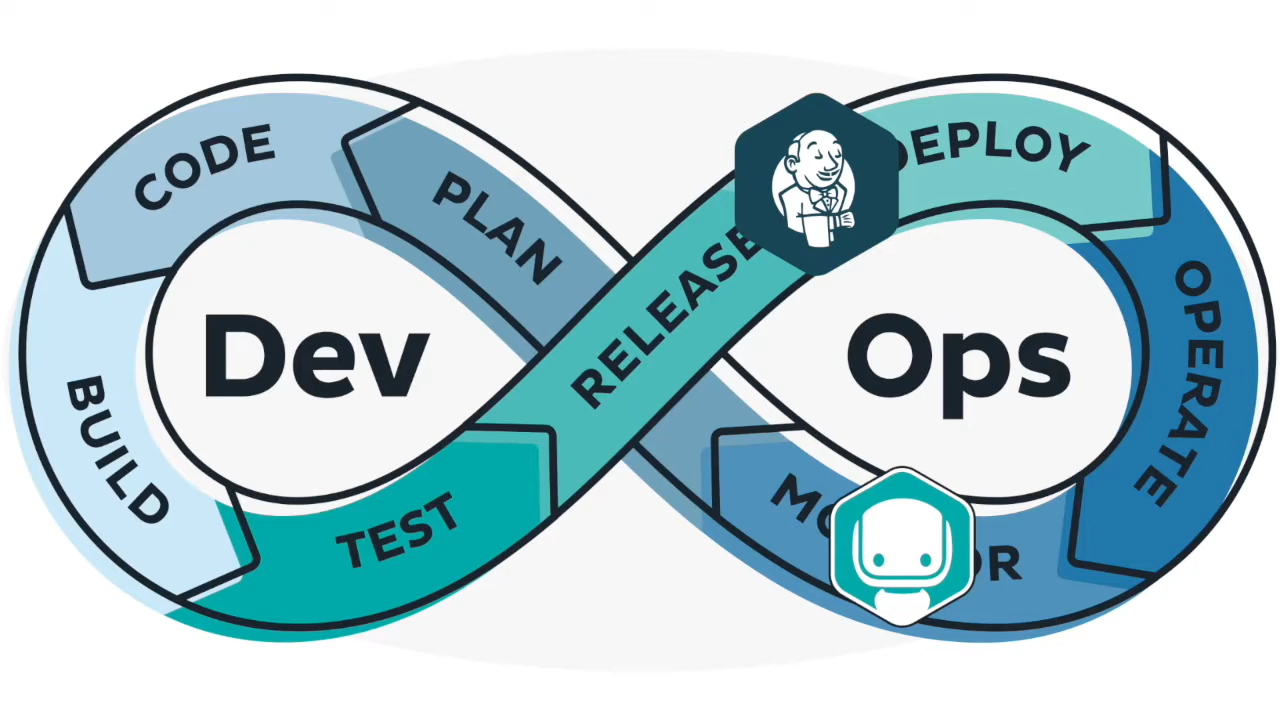 PLAN
CODE
BUILD
TEST
RELEASE
DEPLOY
OPERATE
Dev
Ops